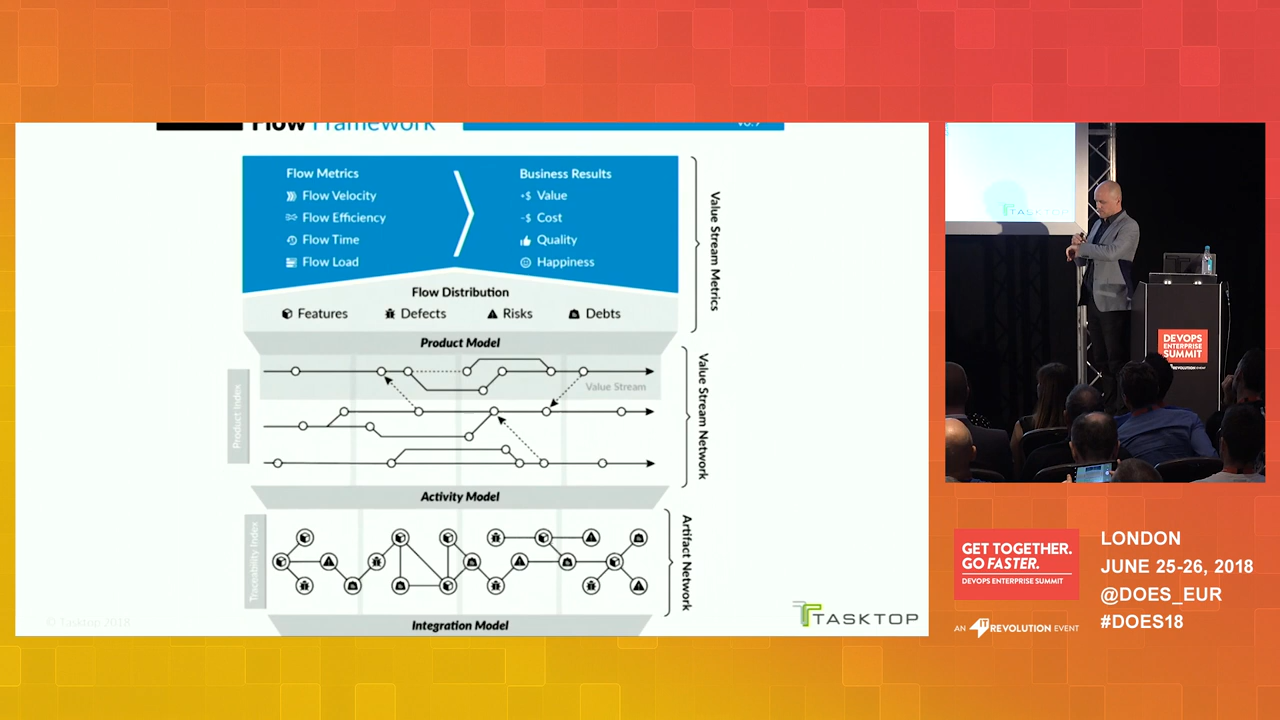 Flow Framework
v0.9
Flow Metrics
Flow Velocity
Flow Efficiency
Flow Time
Flow Load
Business Results
+$ Value
-$ Cost
Quality
Happiness
Flow Distribution
Features
Defects
Risks
Debts
Value Stream Metrics
Product Model
Product Index
Value Stream
Value Stream Network
Activity Model
Traceability Index
Artifact Network
Integration Model
© Tasktop 2018
TASKTOP
TASKTOP
DEVOPS
ENTERPRISE
SUMMIT
GET TOGETHER.
GO FASTER.
DEVOPS ENTERPRISE SUMMIT
AN IT REVOLUTION EVENT
LONDON
JUNE 25-26, 2018
@DOES_EUR
#DOES18